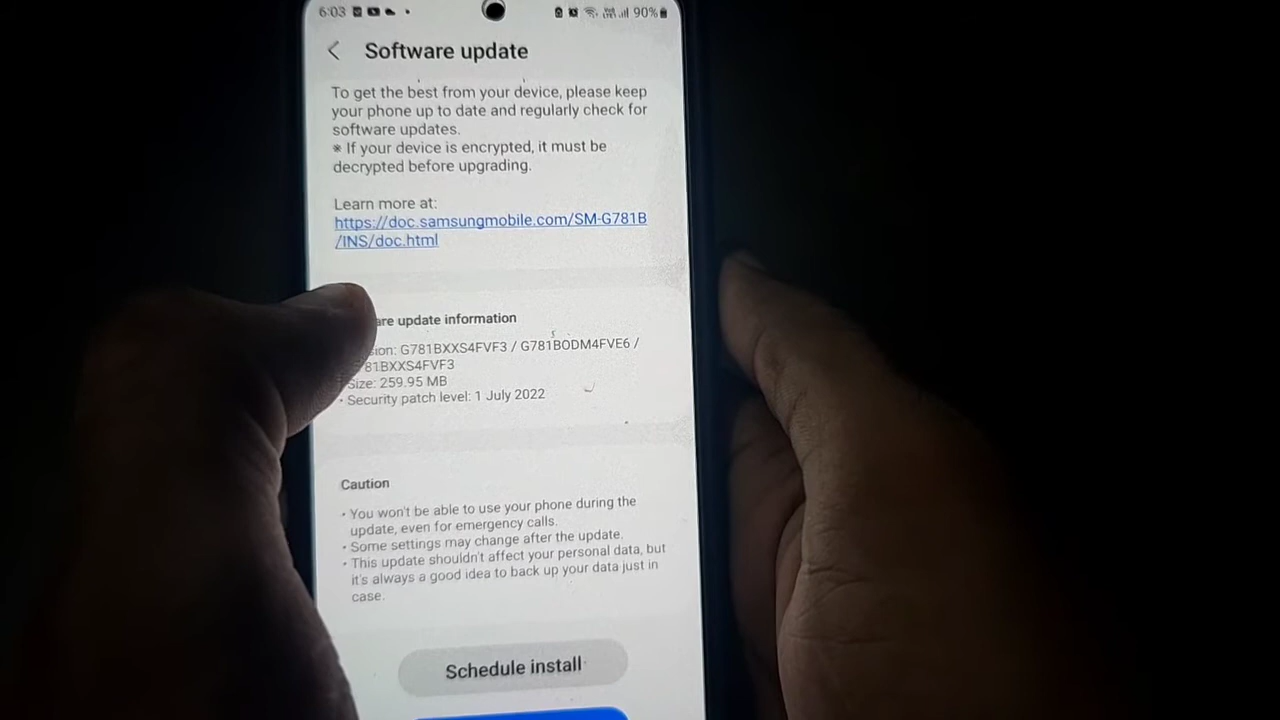 6:03
90%
Software update
To get the best from your device, please keep
your phone up to date and regularly check for
software updates.
※ If your device is encrypted, it must be
decrypted before upgrading.
Learn more at:
https://doc.samsungmobile.com/SM-G781B
/INS/doc.html
are update information
sion: G781BXXS4FVF3 / G781BODM4FVE6 /
81BXXS4FVF3
Size: 259.95 MB
• Security patch level: 1 July 2022
Caution
• You won't be able to use your phone during the
update, even for emergency calls.
• Some settings may change after the update.
• This update shouldn't affect your personal data, but
it's always a good idea to back up your data just in
case.
Schedule install